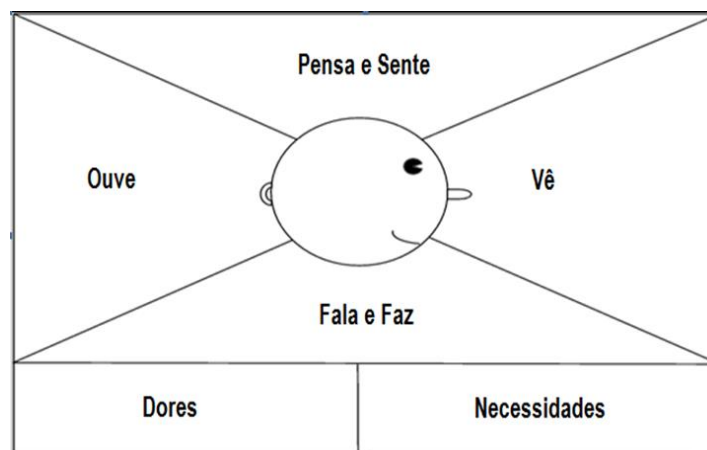 Pensa e Sente
Ouve
Vê
Fala e Faz
Dores
Necessidades